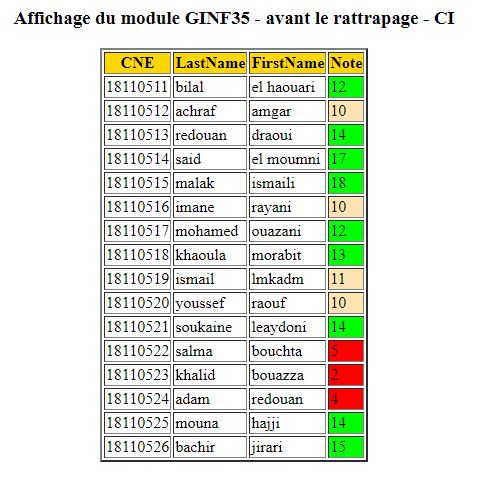 Affichage du module GINF35 - avant le rattrapage - CI
CNE LastName FirstName Note
18110511 bilal el haouari 12
18110512 achraf amgar 10
18110513 redouan draoui 14
18110514 said el moumni 17
18110515 malak ismaili 18
18110516 imane rayani 10
18110517 mohamed ouazani 12
18110518 khaoula morabit 13
18110519 ismail lmkadm 11
18110520 youssef raouf 10
18110521 soukaine leaydoni 14
18110522 salma bouchta 5
18110523 khalid bouazza 2
18110524 adam redouan 4
18110525 mouna hajji 14
18110526 bachir jirari 15